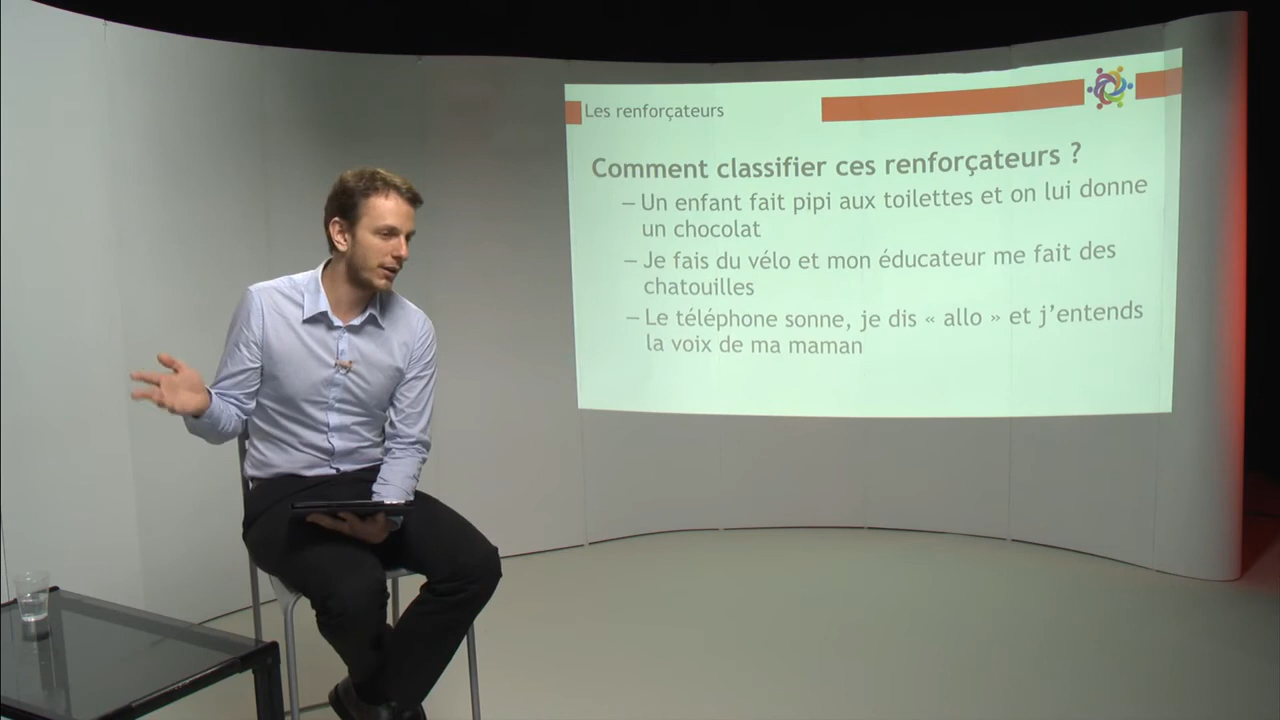 Les renforçateurs
Comment classifier ces renforçateurs ?
– Un enfant fait pipi aux toilettes et on lui donne
un chocolat
– Je fais du vélo et mon éducateur me fait des
chatouilles
– Le téléphone sonne, je dis « allo » et j’entends
la voix de ma maman